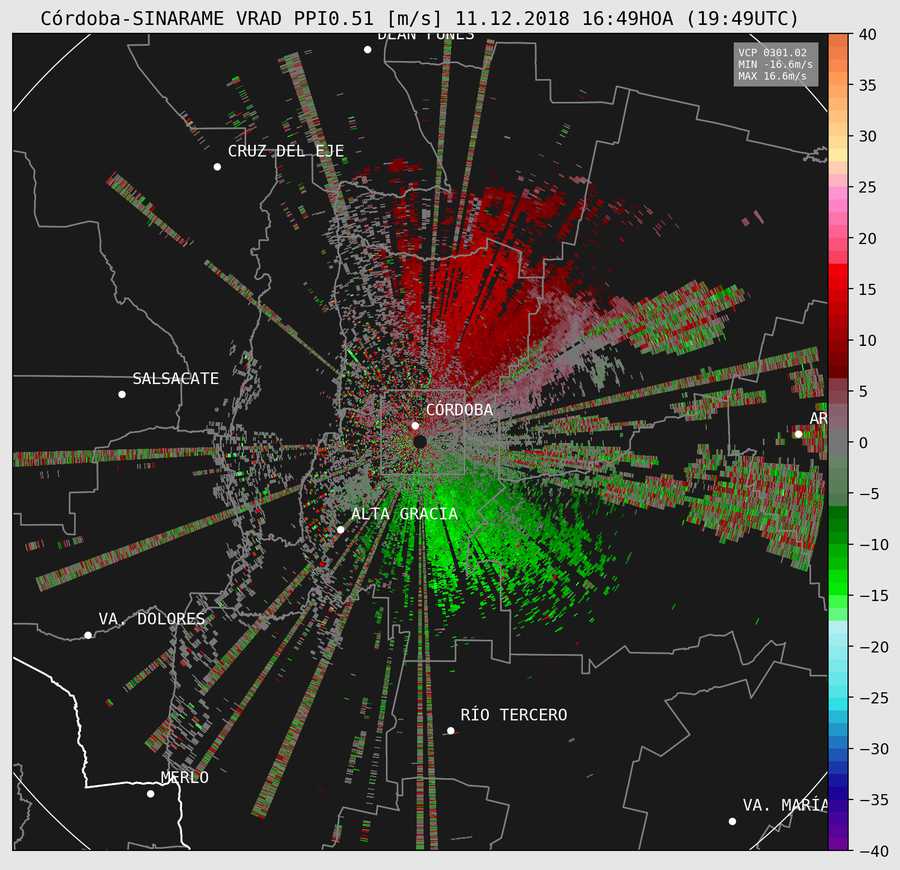 Córdoba-SINARAME VRAD PPI0.51 [m/s] 11.12.2018 16:49HOA (19:49UTC)
DEAN FUNES
VCP 0301.02
MIN -16.6m/s
MAX 16.6m/s
CRUZ DEL EJE
SALSACATE
CÓRDOBA
AR
ALTA GRACIA
VA. DOLORES
RÍO TERCERO
MERLO
VA. MARÍA
40
35
30
25
20
15
10
5
0
−5
−10
−15
−20
−25
−30
−35
−40